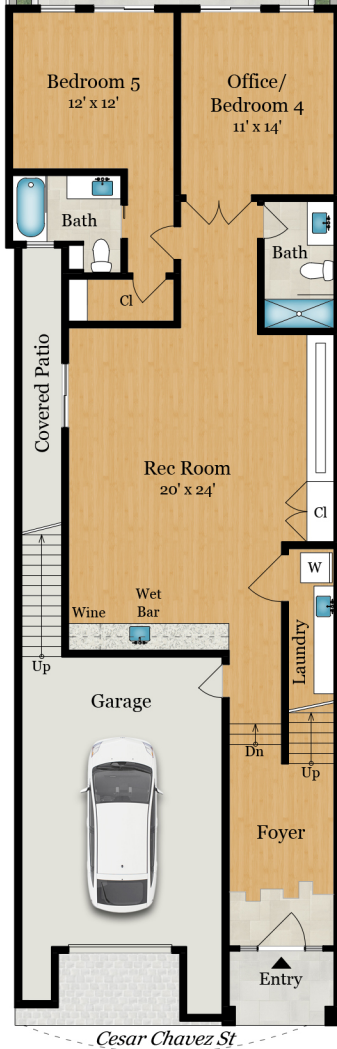 Bedroom 5
12' x 12'
Office/
Bedroom 4
11' x 14'
Bath
Bath
Cl
Covered Patio
Rec Room
20' x 24'
Cl
W
Wine
Wet
Bar
Laundry
Up
Garage
Dn
Up
Foyer
Entry
Cesar Chavez St